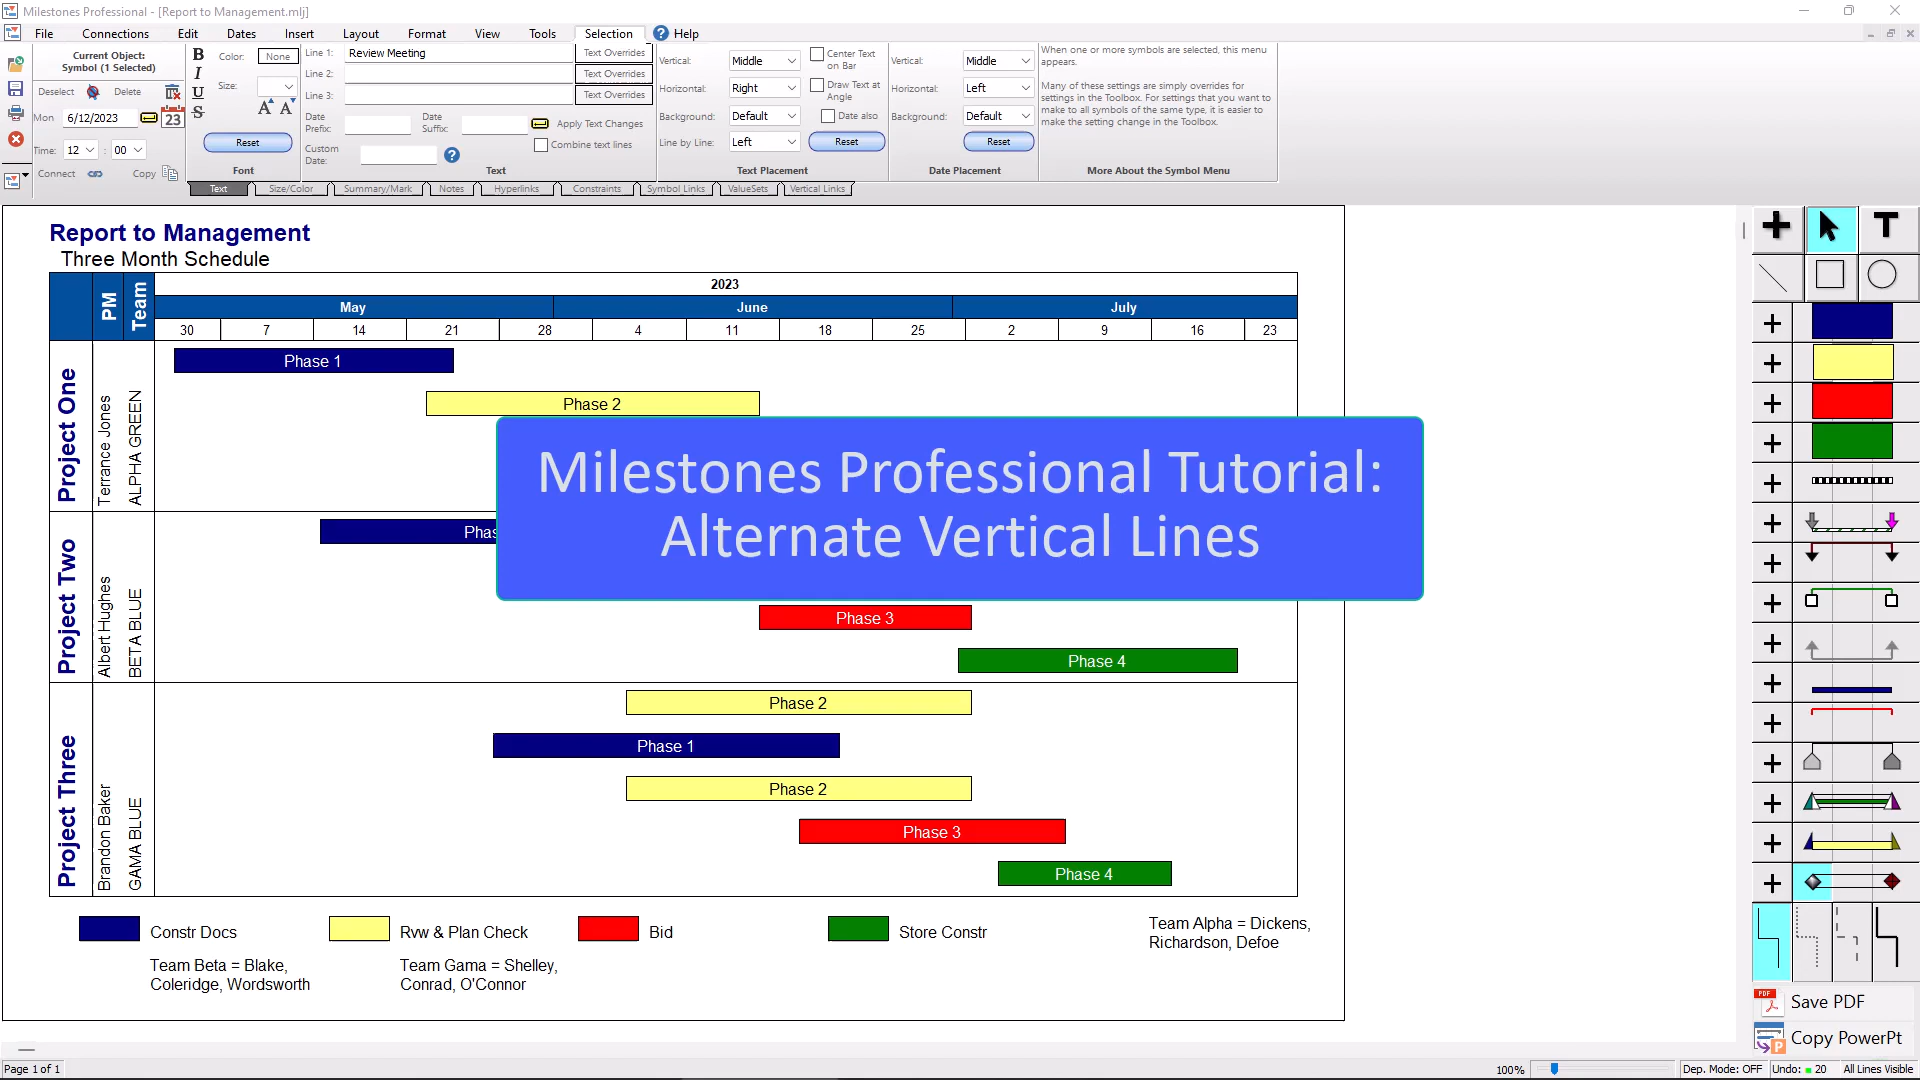 Milestones Professional - [Report to Management.mlj]
File Connections Edit Dates Insert Layout Format View Tools Selection Help
Current Object:
Symbol (1 Selected)
Deselect Delete
Mon 6/12/2023 23
Time: 12 : 00
Connect Copy
B
I
U
S
Color: None
Size:
A A
Reset
Font
Line 1: Review Meeting Text Overrides
Line 2: Text Overrides
Line 3: Text Overrides
Date Prefix: Date Suffix: Apply Text Changes
Custom Date: Combine text lines
Text
Vertical: Middle Center Text on Bar
Horizontal: Right Draw Text at Angle
Background: Default Date also
Line by Line: Left Reset
Text Placement
Vertical: Middle
Horizontal: Left
Background: Default
Reset
Date Placement
When one or more symbols are selected, this menu
appears.
Many of these settings are simply overrides for
settings in the Toolbox. For settings that you want to
make to all symbols of the same type, it is easier to
make the setting change in the Toolbox.
More About the Symbol Menu
Text Size/Color Summary/Mark Notes Hyperlinks Constraints Symbol Links ValueSets Vertical Links
Report to Management
Three Month Schedule
PM Team
2023
May June July
30 7 14 21 28 4 11 18 25 2 9 16 23
Project One Terrance Jones ALPHA GREEN
Phase 1
Phase 2
Milestones Professional Tutorial:
Alternate Vertical Lines
Project Two Albert Hughes BETA BLUE
Phas
Phase 3
Phase 4
Project Three Brandon Baker GAMA BLUE
Phase 2
Phase 1
Phase 2
Phase 3
Phase 4
Constr Docs Rvw & Plan Check Bid Store Constr
Team Alpha = Dickens,
Richardson, Defoe
Team Beta = Blake,
Coleridge, Wordsworth
Team Gama = Shelley,
Conrad, O'Connor
T
PDF Save PDF
P Copy PowerPt
Page 1 of 1 100% Dep. Mode: OFF Undo: 20 All Lines Visible